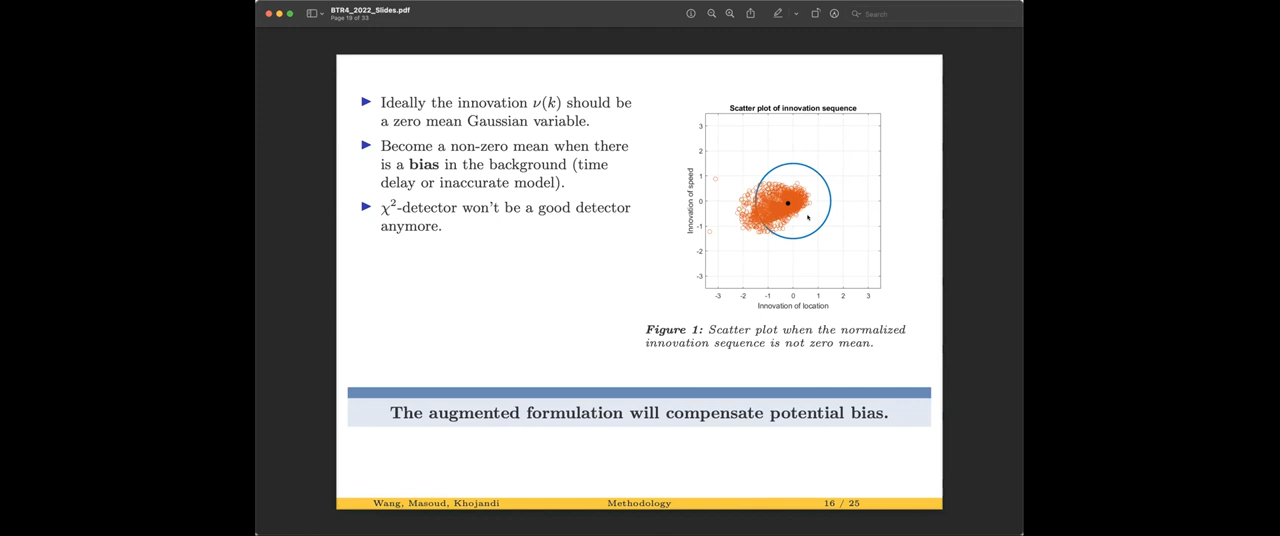 BTR4_2022_Slides.pdf
Page 19 of 33
Search
Ideally the innovation ν(k) should be
a zero mean Gaussian variable.
Become a non-zero mean when there
is a bias in the background (time
delay or inaccurate model).
χ²-detector won't be a good detector
anymore.
Scatter plot of innovation sequence
3
2
1
0
-1
-2
-3
Innovation of speed
-3 -2 -1 0 1 2 3
Innovation of location
Figure 1: Scatter plot when the normalized
innovation sequence is not zero mean.
The augmented formulation will compensate potential bias.
Wang, Masoud, Khojandi Methodology 16 / 25